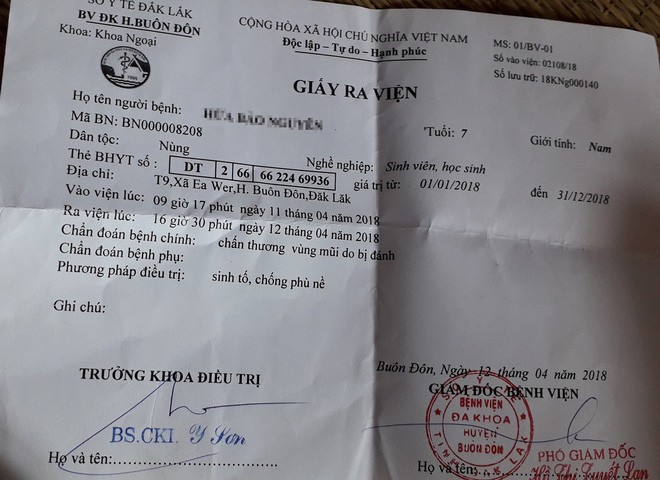 SỞ Y TẾ ĐẮK LẮK
BV ĐK H.BUÔN ĐÔN
Khoa: Khoa Ngoại
CỘNG HÒA XÃ HỘI CHỦ NGHĨA VIỆT NAM
Độc lập - Tự do - Hạnh phúc
MS: 01/BV-01
Số vào viện: 02108/18
Số lưu trữ: 18KNg000140
GIẤY RA VIỆN
Họ tên người bệnh: HỨA BẢO NGUYÊN
Mã BN: BN000008208 Tuổi: 7 Giới tính: Nam
Dân tộc: Nùng Nghề nghiệp: Sinh viên, học sinh
Thẻ BHYT số : DT 2 66 66 224 69936 giá trị từ: 01/01/2018 đến 31/12/2018
Địa chỉ: T9,Xã Ea Wer,H. Buôn Đôn,Đăk Lăk
Vào viện lúc: 09 giờ 17 phút ngày 11 tháng 04 năm 2018
Ra viện lúc: 16 giờ 30 phút ngày 12 tháng 04 năm 2018
Chẩn đoán bệnh chính: chấn thương vùng mũi do bị đánh
Chẩn đoán bệnh phụ:
Phương pháp điều trị: sinh tố, chống phù nề
Ghi chú:
Buôn Đôn, Ngày 12 tháng 04 năm 2018
TRƯỞNG KHOA ĐIỀU TRỊ
GIÁM ĐỐC BỆNH VIỆN
BỆNH VIỆN
ĐA KHOA
HUYỆN
BUÔN ĐÔN
BS.CKI. Y Sơn
PHÓ GIÁM ĐỐC
Họ và tên:
Họ và tên: Hồ Thị Tuyết Lan